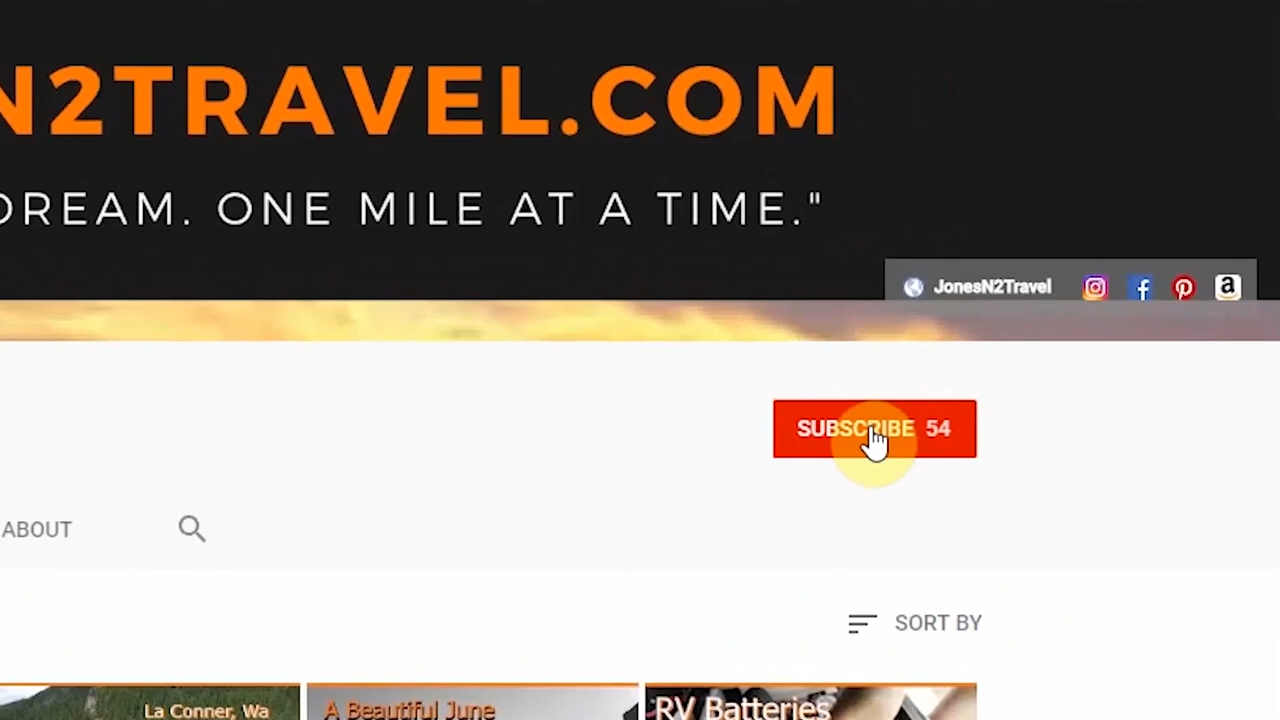 N2TRAVEL.COM
DREAM. ONE MILE AT A TIME."
JonesN2Travel
SUBSCRIBE 54
ABOUT
SORT BY
La Conner, Wa
A Beautiful June
RV Batteries